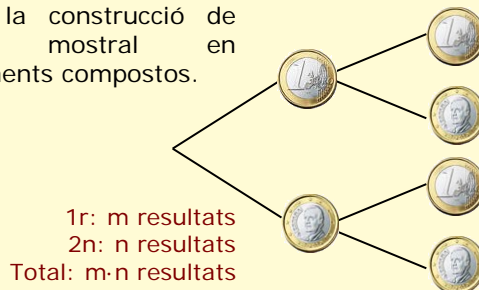 la construcció de
mostral en
ents compostos.
1r: m resultats
2n: n resultats
Total: m·n resultats